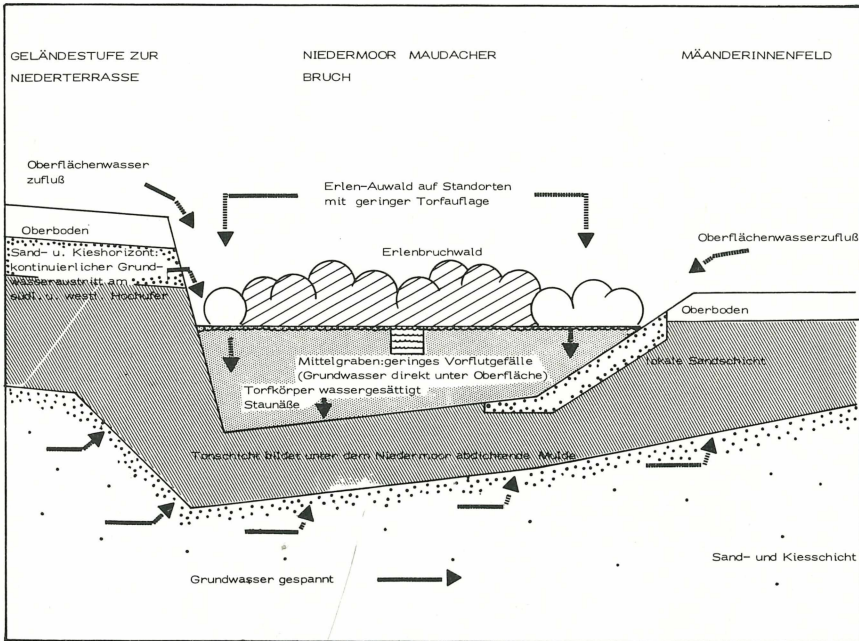 GELÄNDESTUFE ZUR
NIEDERTERRASSE
NIEDERMOOR MAUDACHER
BRUCH
MÄANDERINNENFELD
Oberflächenwasser
zufluß
Erlen-Auwald auf Standorten
mit geringer Torfauflage
Oberboden
Erlenbruchwald
Oberflächenwasserzufluß
Sand- u. Kieshorizont:
kontinuierlicher Grund-
wasseraustritt am
südl. u. westl. Hochufer
Oberboden
Mittelgraben:geringes Vorflutgefälle
(Grundwasser direkt unter Oberfläche)
lokale Sandschicht
Torfkörper wassergesättigt
Staunäße
Tonschicht bildet unter dem Niedermoor abdichtende Mulde
Sand- und Kiesschicht
Grundwasser gespannt